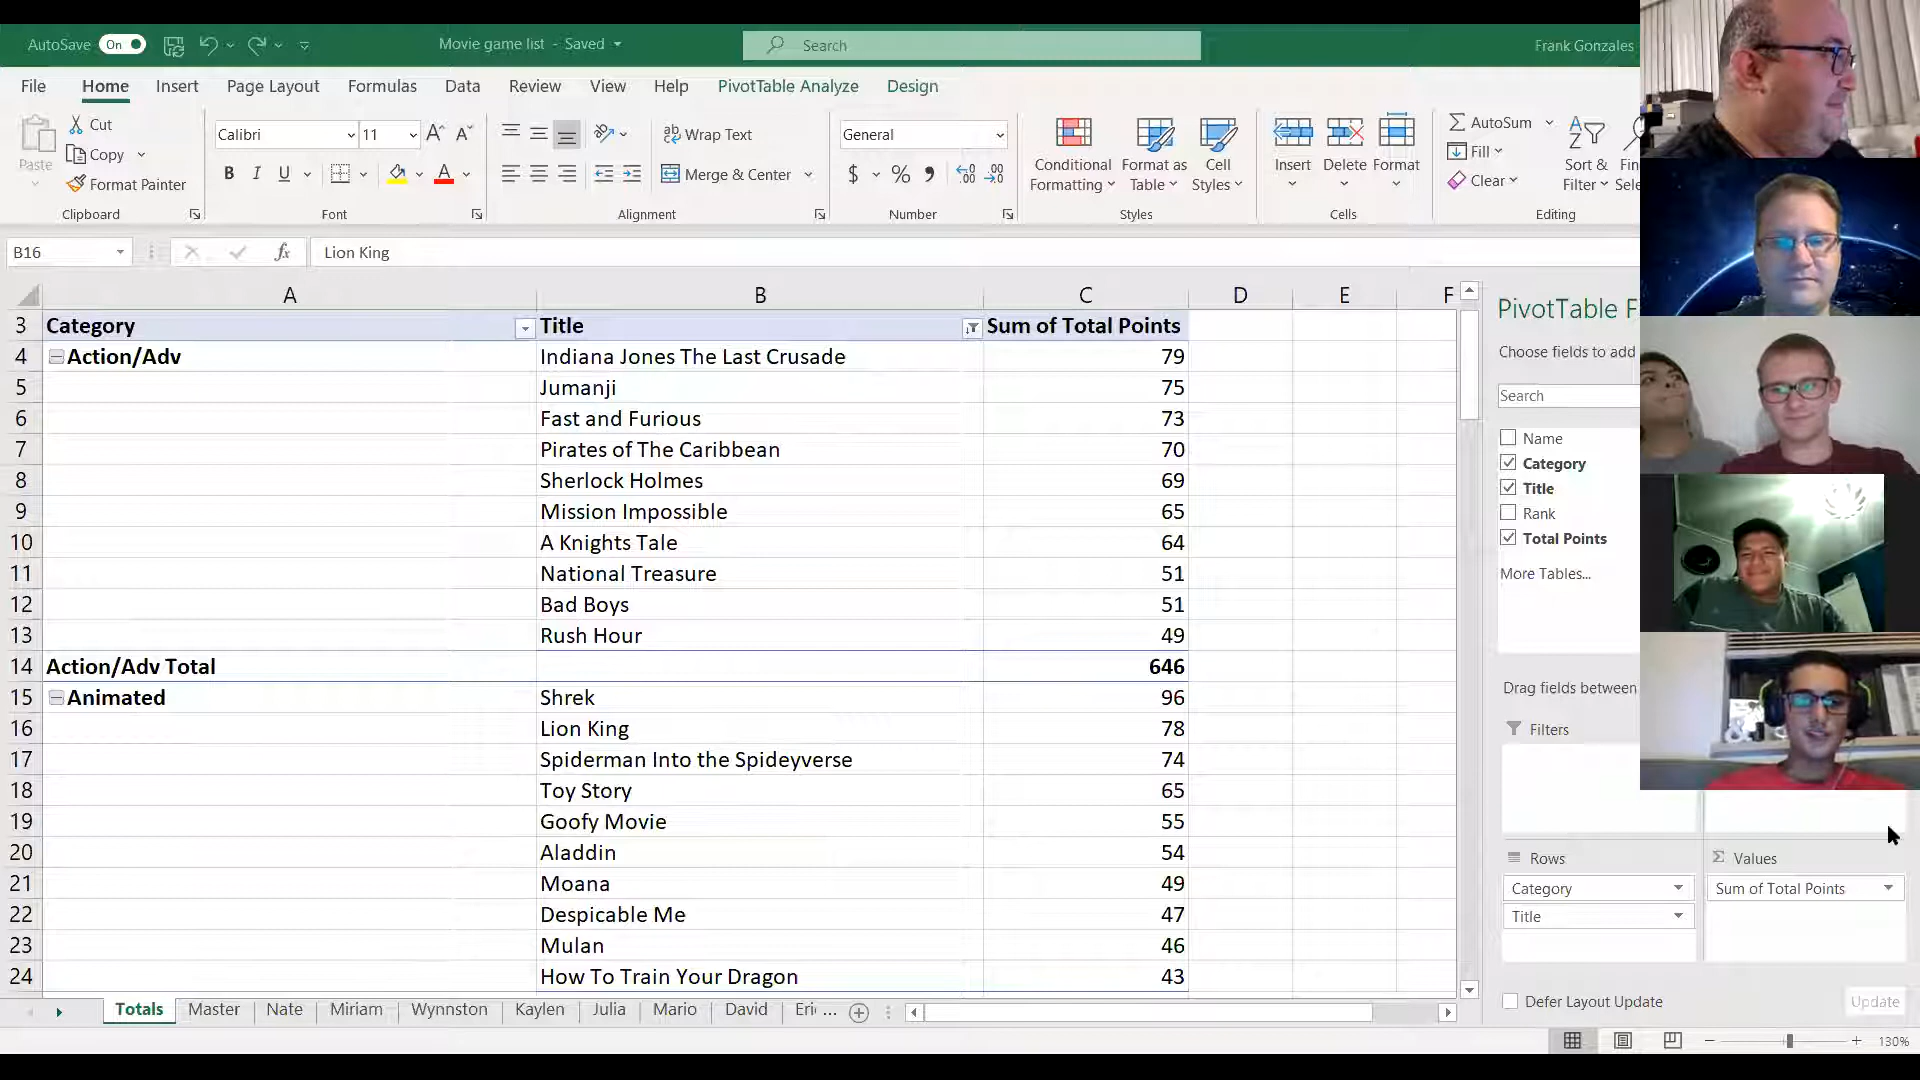 AutoSave On Movie game list - Saved Search Frank Gonzales
File Home Insert Page Layout Formulas Data Review View Help PivotTable Analyze Design
Paste
Cut
Copy
Format Painter
Clipboard
Calibri 11
B I U
Font
Wrap Text
Merge & Center
Alignment
General
$ % 9
Number
Conditional Formatting
Format as Table
Cell Styles
Styles
Insert Delete Format
Cells
AutoSum
Fill
Clear
Sort & Filter
Editing
B16 fx Lion King
A B C D E F
3 Category Title Sum of Total Points
4 Action/Adv Indiana Jones The Last Crusade 79
5 Jumanji 75
6 Fast and Furious 73
7 Pirates of The Caribbean 70
8 Sherlock Holmes 69
9 Mission Impossible 65
10 A Knights Tale 64
11 National Treasure 51
12 Bad Boys 51
13 Rush Hour 49
14 Action/Adv Total 646
15 Animated Shrek 96
16 Lion King 78
17 Spiderman Into the Spideyverse 74
18 Toy Story 65
19 Goofy Movie 55
20 Aladdin 54
21 Moana 49
22 Despicable Me 47
23 Mulan 46
24 How To Train Your Dragon 43
Totals Master Nate Miriam Wynnston Kaylen Julia Mario David Eri ...
PivotTable F
Choose fields to add
Search
Name
Category
Title
Rank
Total Points
More Tables...
Drag fields between
Filters
Rows
Category
Title
Values
Sum of Total Points
Defer Layout Update Update
130%